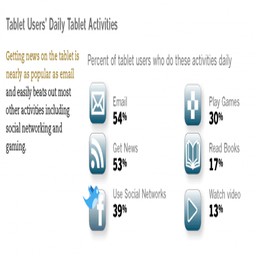 Tablet Users' Daily Tablet Activities
Getting news on the tablet is
nearly as popular as email
and easily beats out most
other activities including
social networking and
gaming.
Percent of tablet users who do these activities daily
Email
54%
Play Games
30%
Get News
53%
Read Books
17%
Use Social Networks
39%
Watch video
13%